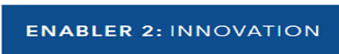 ENABLER 2: INNOVATION